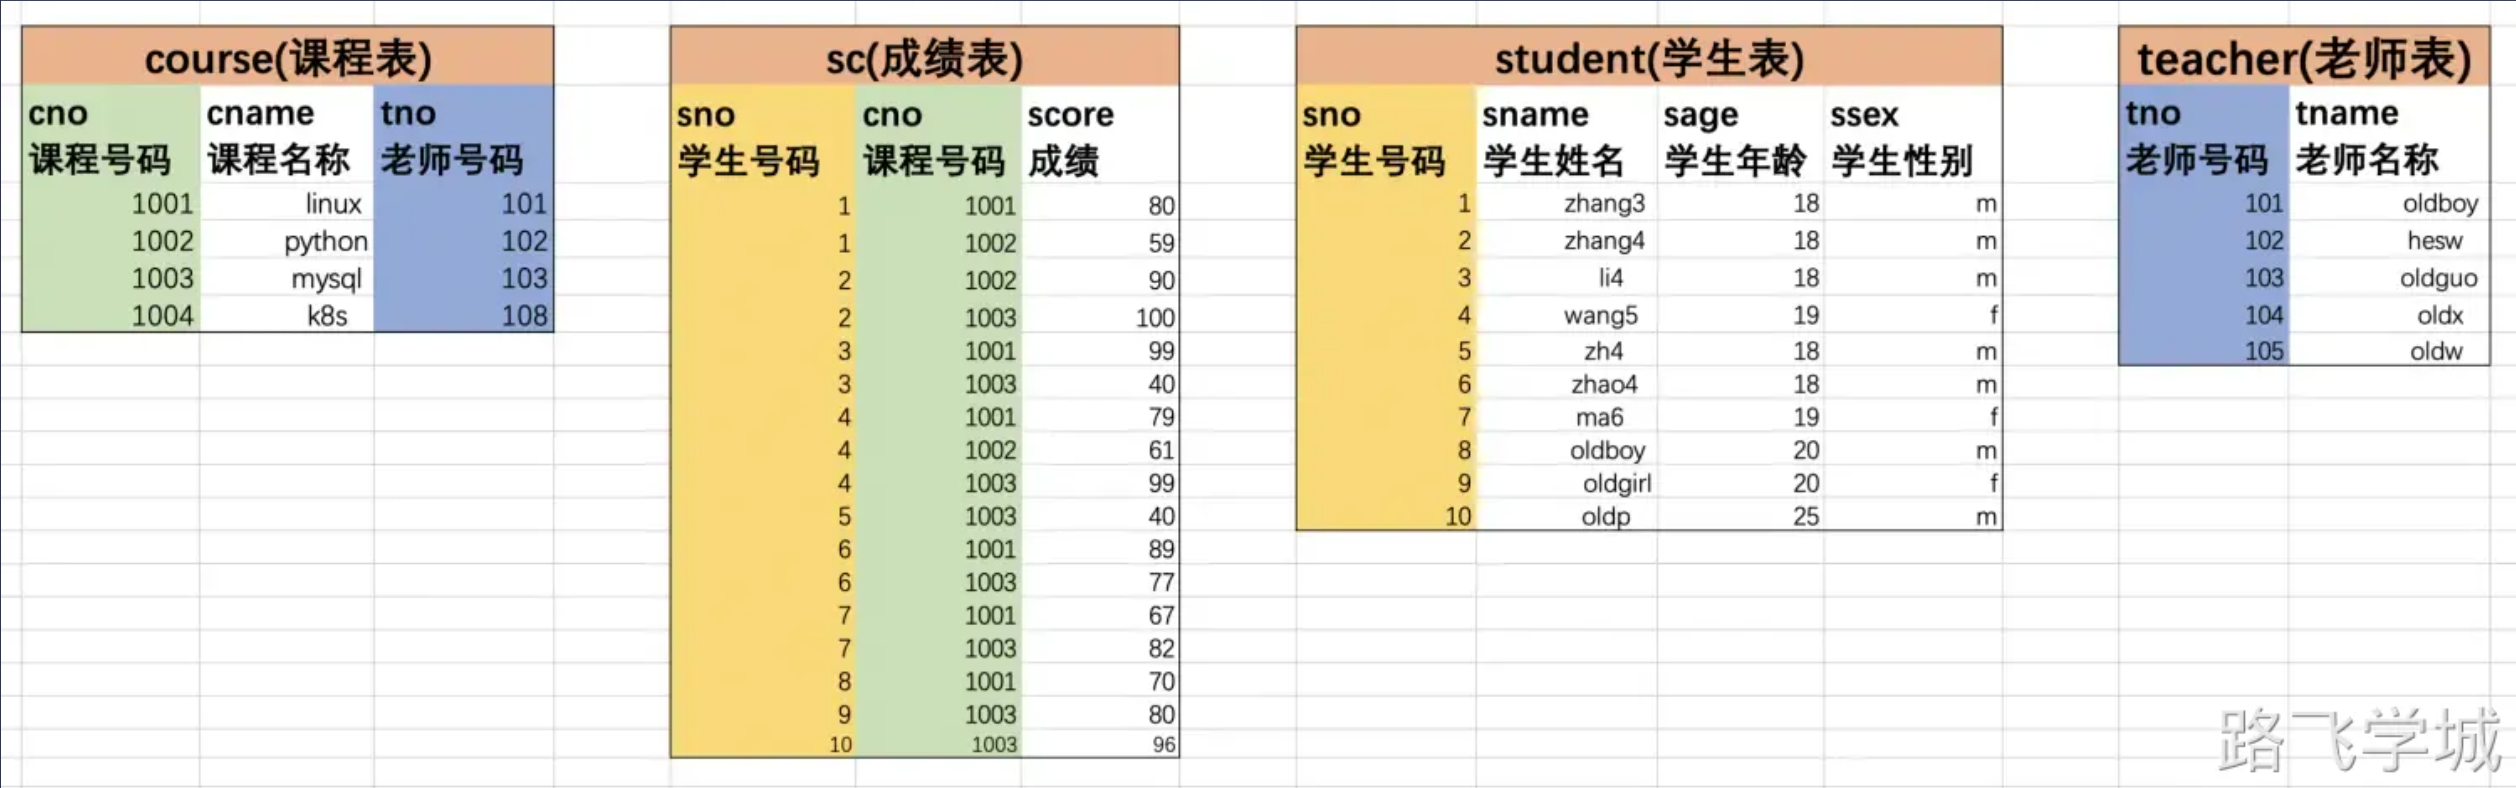 course(课程表)
cno cname tno
课程号码 课程名称 老师号码
1001 linux 101
1002 python 102
1003 mysql 103
1004 k8s 108
sc(成绩表)
sno cno score
学生号码 课程号码 成绩
1 1001 80
1 1002 59
2 1002 90
2 1003 100
3 1001 99
3 1003 40
4 1001 79
4 1002 61
4 1003 99
5 1003 40
6 1001 89
6 1003 77
7 1001 67
7 1003 82
8 1001 70
9 1003 80
10 1003 96
student(学生表)
sno sname sage ssex
学生号码 学生姓名 学生年龄 学生性别
1 zhang3 18 m
2 zhang4 18 m
3 li4 18 m
4 wang5 19 f
5 zh4 18 m
6 zhao4 18 m
7 ma6 19 f
8 oldboy 20 m
9 oldgirl 20 f
10 oldp 25 m
teacher(老师表)
tno tname
老师号码 老师名称
101 oldboy
102 hesw
103 oldguo
104 oldx
105 oldw
路飞学城